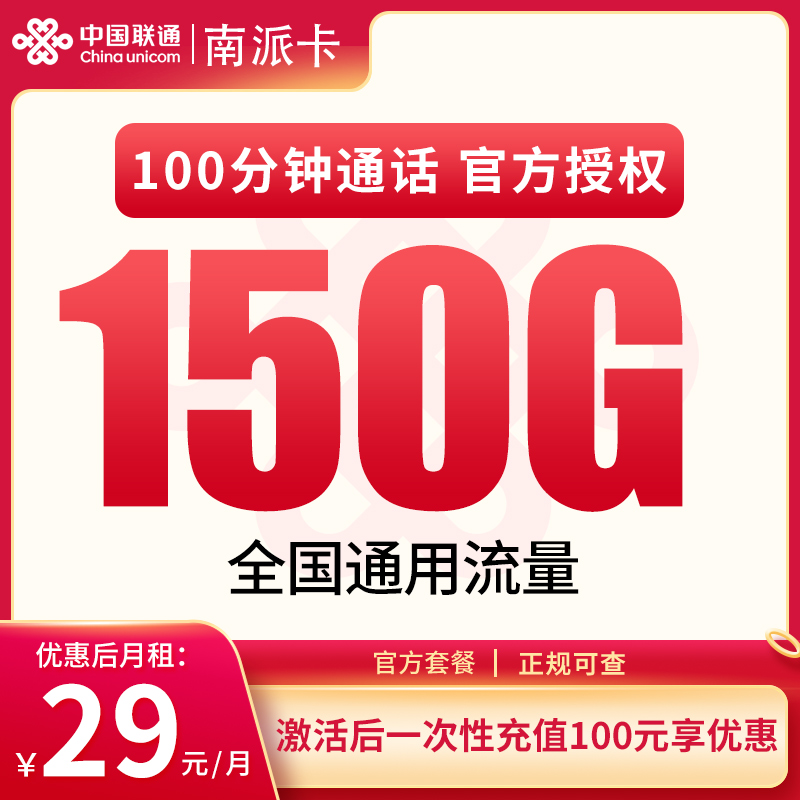 中国联通
China unicom
南派卡
100分钟通话 官方授权
150G
全国通用流量
优惠后月租：
¥29元/月
官方套餐 | 正规可查
激活后一次性充值100元享优惠